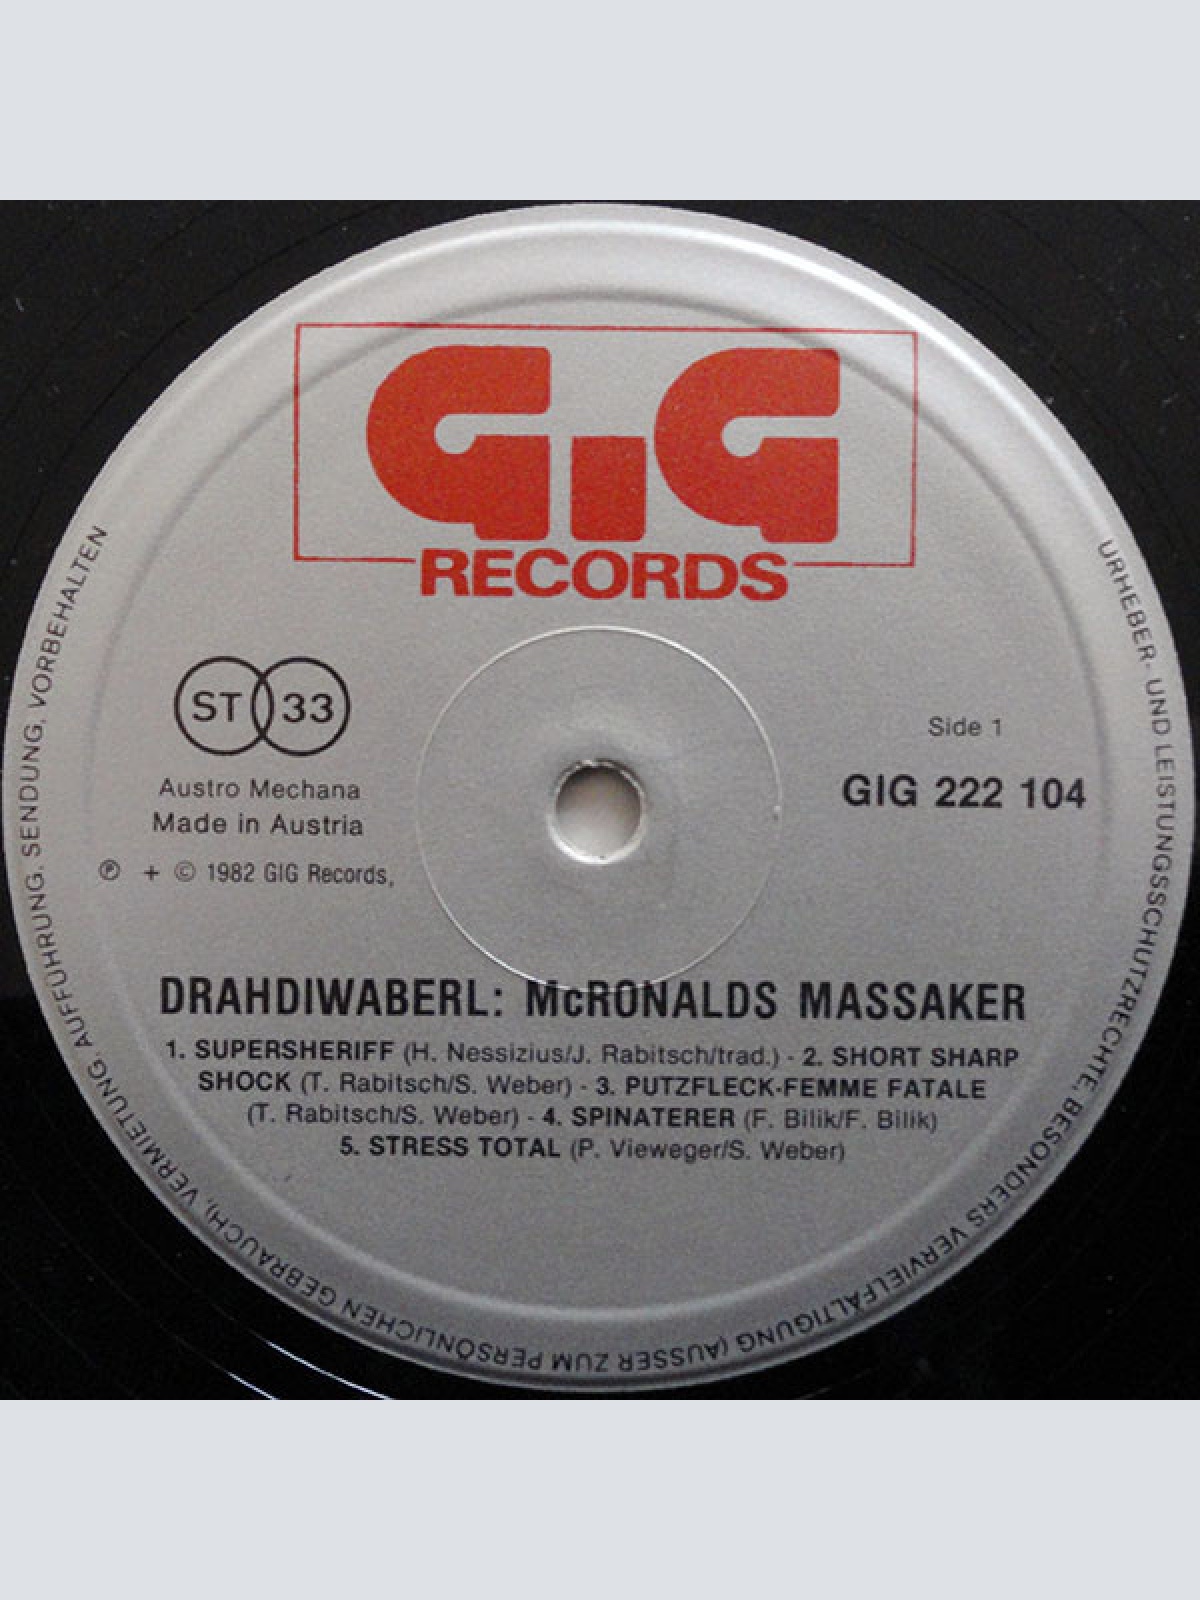 GiG
RECORDS
ST 33
Austro Mechana
Made in Austria
℗ + © 1982 GIG Records,
Side 1
GIG 222 104
DRAHDIWABERL: McRONALDS MASSAKER
1. SUPERSHERIFF (H. Nessizius/J. Rabitsch/trad.) - 2. SHORT SHARP
SHOCK (T. Rabitsch/S. Weber) - 3. PUTZFLECK-FEMME FATALE
(T. Rabitsch/S. Weber) - 4. SPINATERER (F. Bilik/F. Bilik)
5. STRESS TOTAL (P. Vieweger/S. Weber)
URHEBER- UND LEISTUNGSSCHUTZRECHTE, BESONDERS VERVIELFÄLTIGUNG (AUSSER ZUM PERSÖNLICHEN GEBRAUCH), VERMIETUNG, AUFFÜHRUNG, SENDUNG, VORBEHALTEN